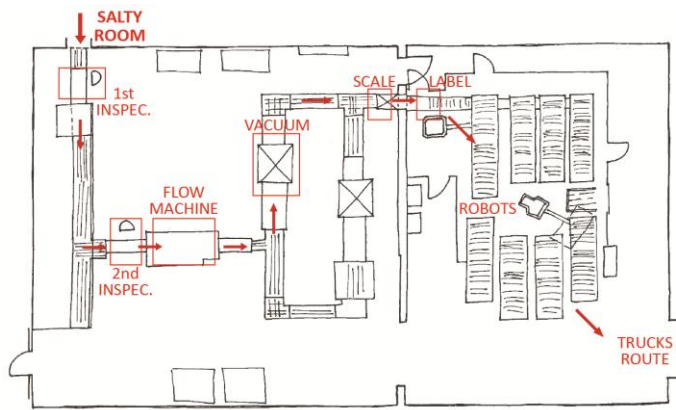 SALTY
ROOM
1st
INSPEC.
SCALE
LABEL
VACUUM
FLOW
MACHINE
2nd
INSPEC.
ROBOTS
TRUCKS
ROUTE